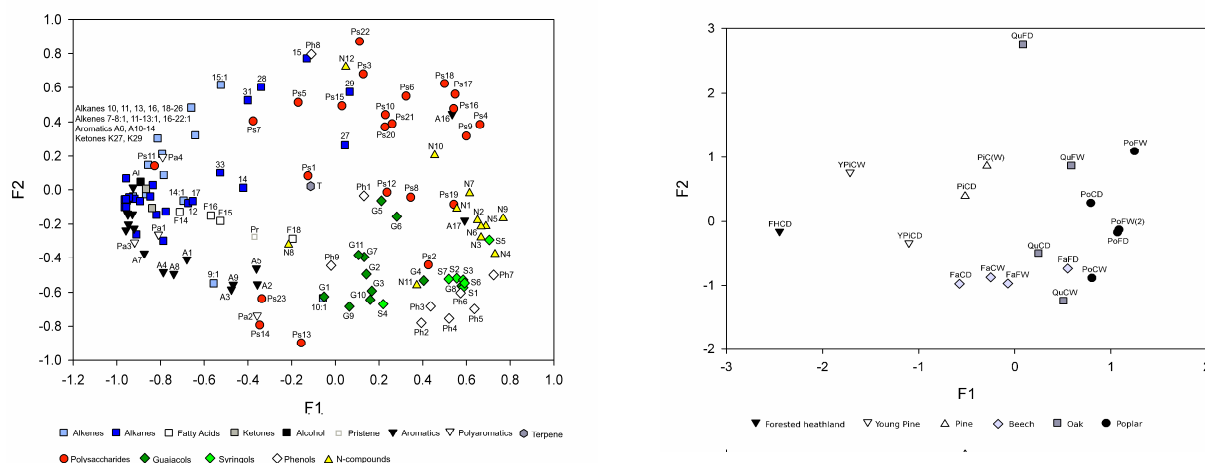 1.0
0.8
0.6
0.4
0.2
0.0
-0.2
-0.4
-0.6
-0.8
-1.0
F2
-1.2 -1.0 -0.8 -0.6 -0.4 -0.2 0.0 0.2 0.4 0.6 0.8 1.0
F1
Ps22
15 Ph8
N12
Ps3
15:1 28
31
29
Ps18
Ps17
Ps6
Ps5 Ps15
Ps16
Ps10
A16
Ps4
Ps21
Ps20
Ps9
Ps7
Alkanes 10, 11, 13, 16, 18-26
Alkenes 7-8:1, 11-13:1, 16-22:1
Aromatics A6, A10-14
Ketones K27, K29
27
N10
Ps11 Pa4
Al
33
14
Ps1
T
Ph1
Ps12
Ps8
N7
14:1 17
12
F14
F16
F15
G5
G6
Ps19
N1
A17
N2
N9
N5
N6
N3
S5
N4
Pa1
Pa3
Pr
F18
N8
A7
A1
A4
A8
A5
A9
A3
A2
9:1
G11 G7
G2
G3
G10
G1
10:1
G9
S4
Ph9
Ps2
G4
N11
S7 S2 S3
S6
G8
S1
Ph7
Ph6
Ph3
Ph2
Ph4
Ph5
Ps23
Pa2
Ps14
Ps13
Alkenes Alkanes Fatty Acids Ketones Alcohol Pristene Aromatics Polyaromatics Terpene
Polysaccharides Guaiacols Syringols Phenols N-compounds
3
2
1
0
-1
-2
F2
-3 -2 -1 0 1 2
F1
QuFD
PoFW
YPiCW
PiC(W)
QuFW
PiCD
PoCD
FHCD
PoFW(2)
PoFD
YPiCD
QuCD
FaFD
FaCD
FaCW
FaFW
PoCW
QuCW
Forested heathland Young Pine Pine Beech Oak Poplar